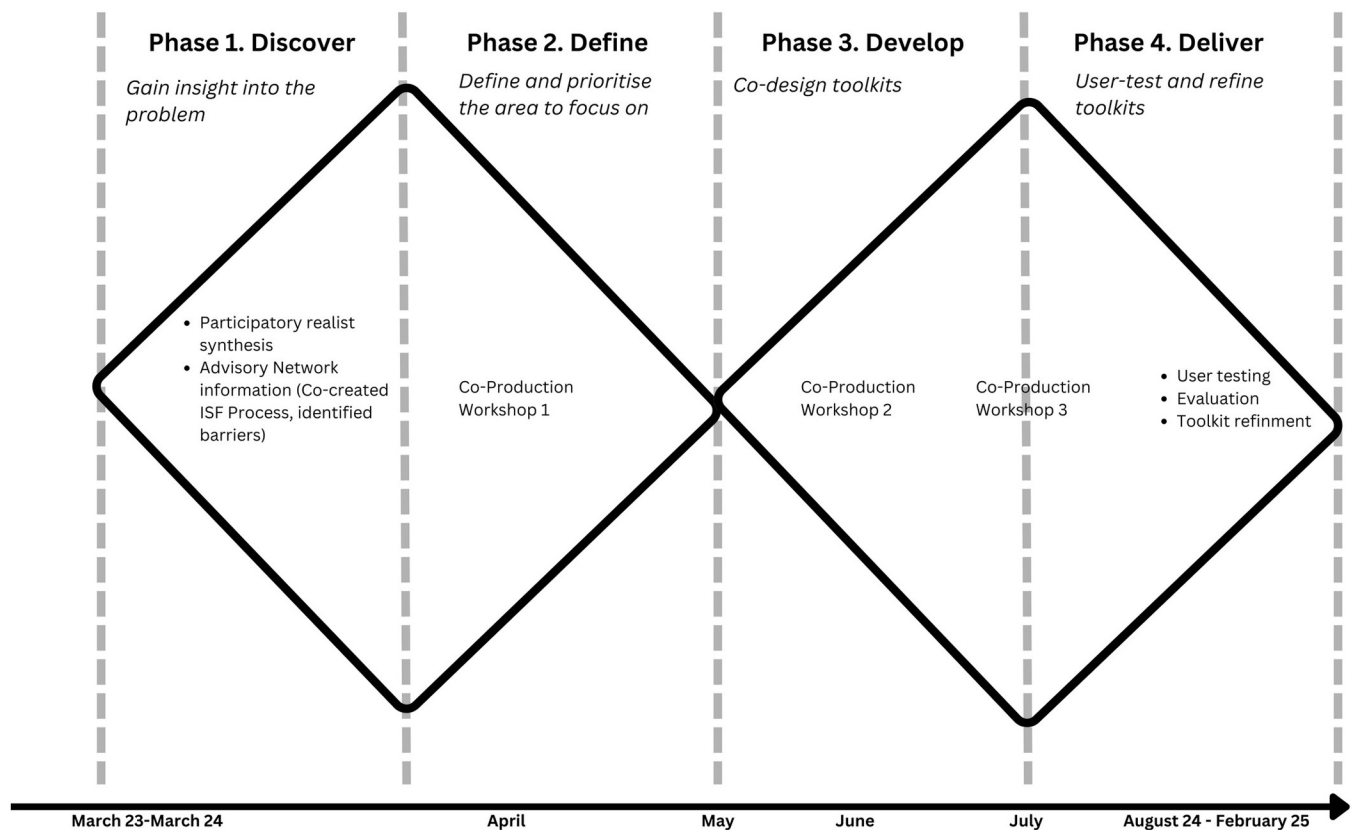 Phase 1. Discover
Gain insight into the
problem
Phase 2. Define
Define and prioritise
the area to focus on
Phase 3. Develop
Co-design toolkits
Phase 4. Deliver
User-test and refine
toolkits
• Participatory realist
synthesis
• Advisory Network
information (Co-created
ISF Process, identified
barriers)
Co-Production
Workshop 1
Co-Production
Workshop 2
Co-Production
Workshop 3
• User testing
• Evaluation
• Toolkit refinment
March 23-March 24
April
May
June
July
August 24 - February 25